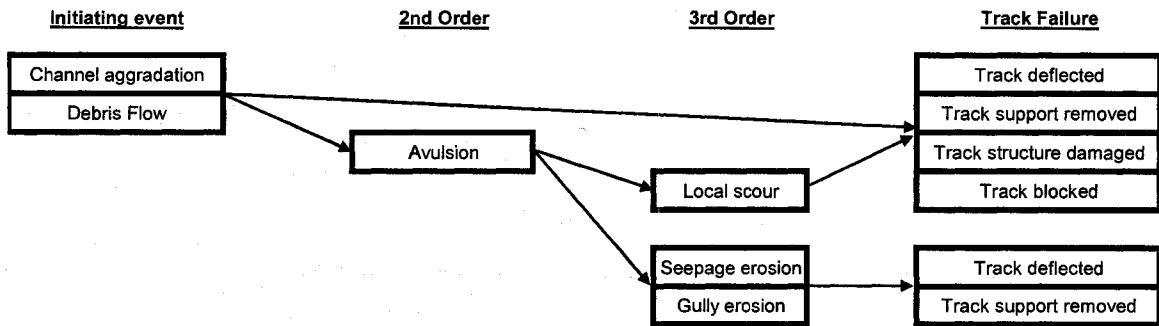 Initiating event
2nd Order
3rd Order
Track Failure
Channel aggradation
Debris Flow
Avulsion
Local scour
Seepage erosion
Gully erosion
Track deflected
Track support removed
Track structure damaged
Track blocked
Track deflected
Track support removed